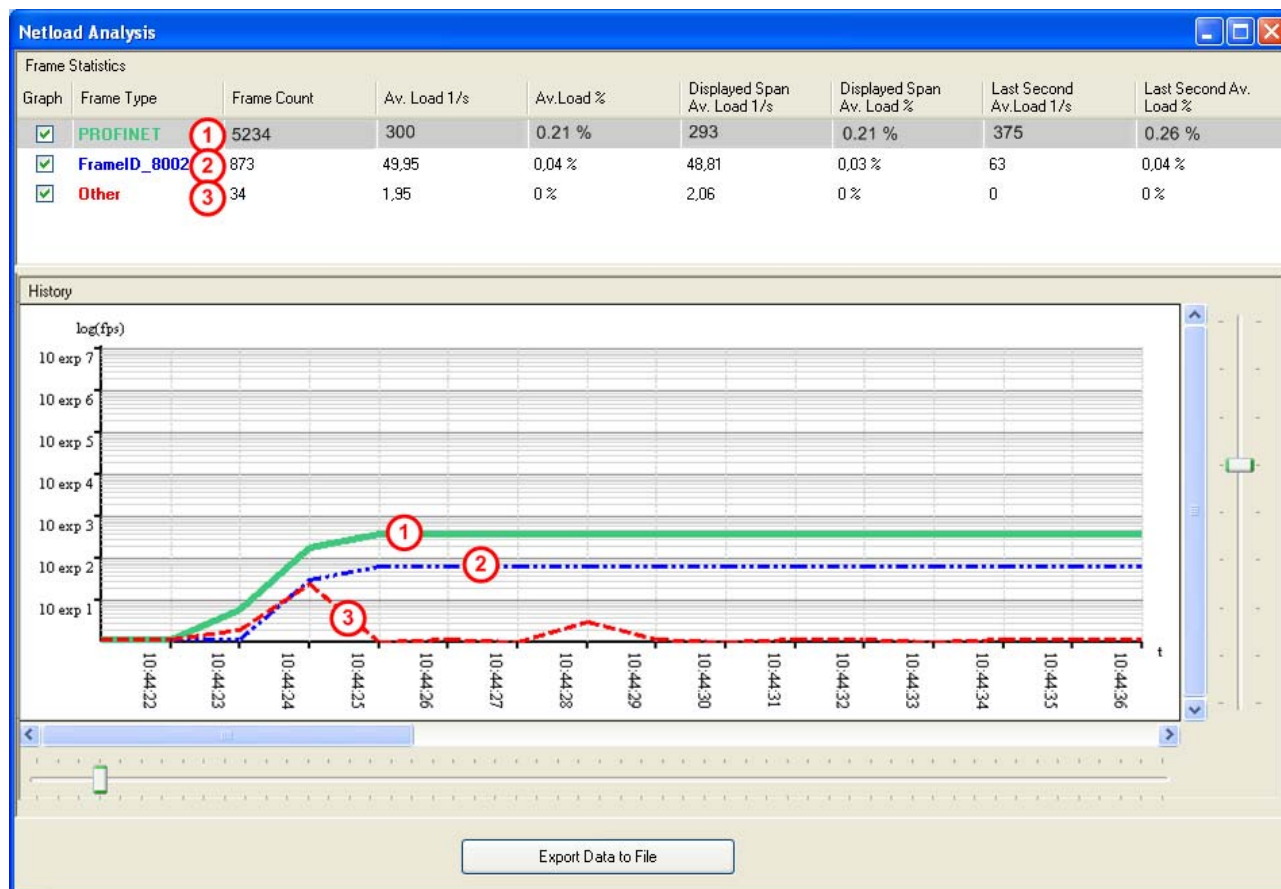 Netload Analysis
Frame Statistics
Graph Frame Type Frame Count Av. Load 1/s Av.Load % Displayed Span Av. Load 1/s Displayed Span Av. Load % Last Second Av.Load 1/s Last Second Av. Load %
PROFINET 1 5234 300 0.21 % 293 0.21 % 375 0.26 %
FrameID_8002 2 873 49,95 0,04 % 48,81 0,03 % 63 0,04 %
Other 3 34 1,95 0 % 2,06 0 % 0 0 %
History
log(fps)
10 exp 7
10 exp 6
10 exp 5
10 exp 4
10 exp 3
1
10 exp 2
2
10 exp 1
3
t
10:44:22 10:44:23 10:44:24 10:44:25 10:44:26 10:44:27 10:44:28 10:44:29 10:44:30 10:44:31 10:44:32 10:44:33 10:44:34 10:44:35 10:44:36
Export Data to File